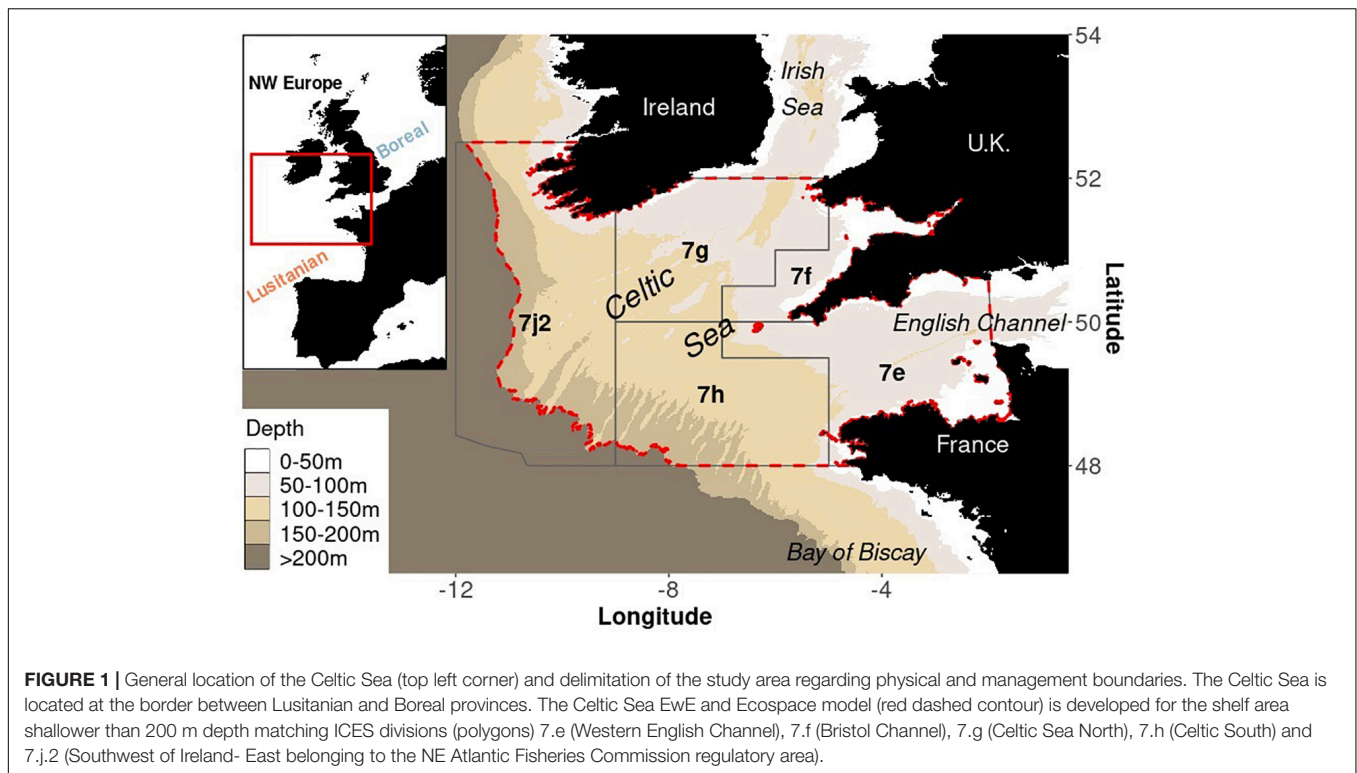 NW Europe
Boreal
Lusitanian
Ireland
Irish
Sea
U.K.
54
52
50
48
Latitude
7g
7f
Celtic
Sea
7j2
7h
7e
English Channel
France
Bay of Biscay
Depth
0-50m
50-100m
100-150m
150-200m
>200m
-12
-8
-4
Longitude
FIGURE 1 | General location of the Celtic Sea (top left corner) and delimitation of the study area regarding physical and management boundaries. The Celtic Sea is
located at the border between Lusitanian and Boreal provinces. The Celtic Sea EwE and Ecospace model (red dashed contour) is developed for the shelf area
shallower than 200 m depth matching ICES divisions (polygons) 7.e (Western English Channel), 7.f (Bristol Channel), 7.g (Celtic Sea North), 7.h (Celtic South) and
7.j.2 (Southwest of Ireland- East belonging to the NE Atlantic Fisheries Commission regulatory area).